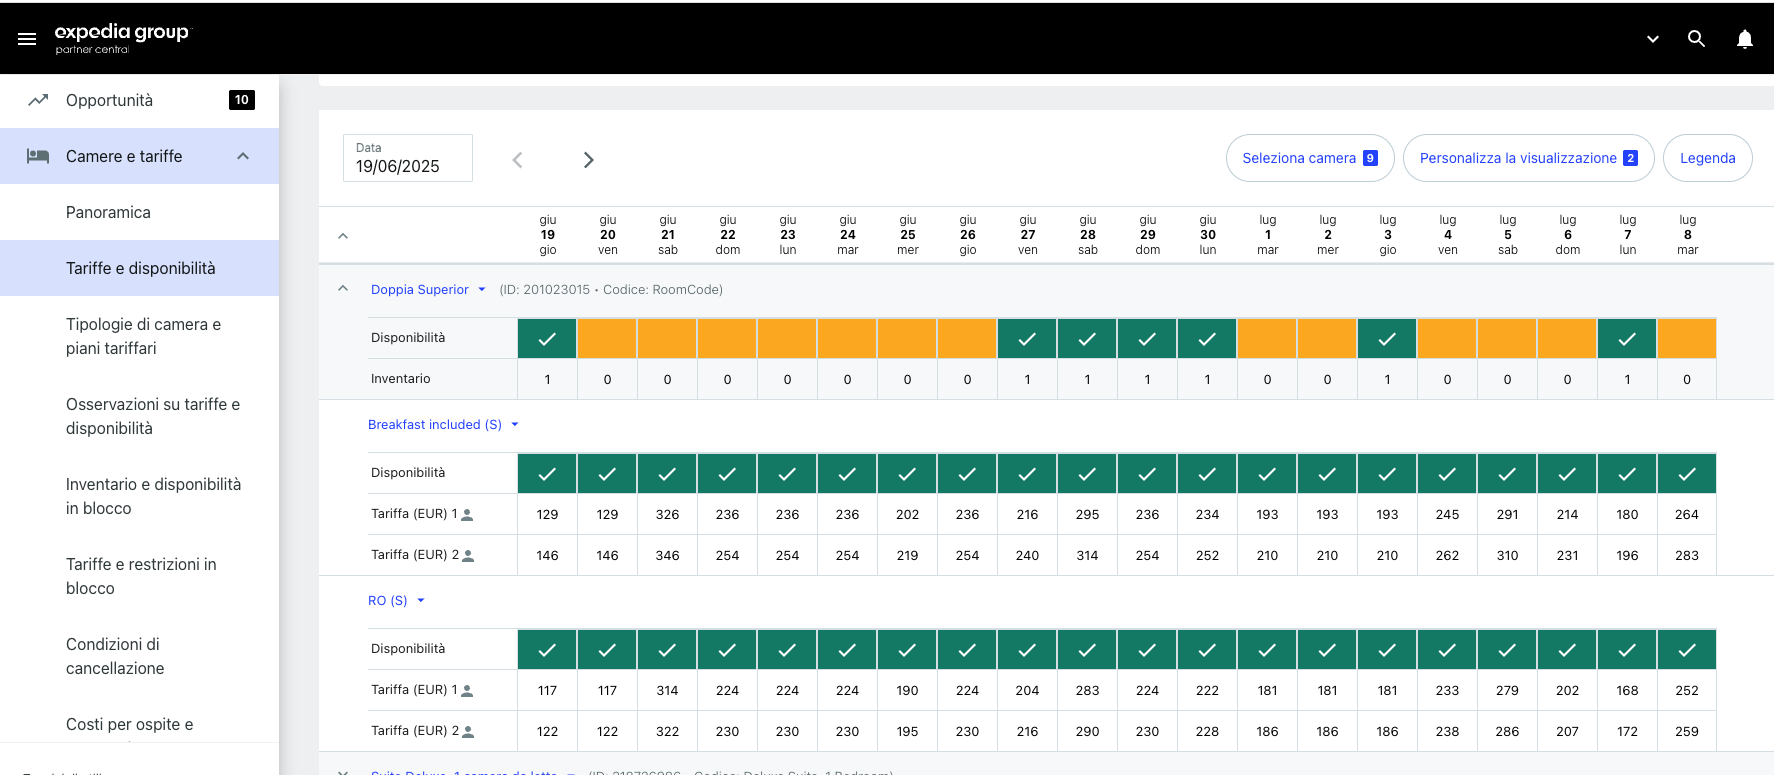 expedia group
partner central
Opportunità 10
Camere e tariffe
Panoramica
Tariffe e disponibilità
Tipologie di camera e
piani tariffari
Osservazioni su tariffe e
disponibilità
Inventario e disponibilità
in blocco
Tariffe e restrizioni in
blocco
Condizioni di
cancellazione
Costi per ospite e
Data
19/06/2025
Seleziona camera 9
Personalizza la visualizzazione 2
Legenda
giu giu giu giu giu giu giu giu giu giu giu giu lug lug lug lug lug lug lug lug
19 20 21 22 23 24 25 26 27 28 29 30 1 2 3 4 5 6 7 8
gio ven sab dom lun mar mer gio ven sab dom lun mar mer gio ven sab dom lun mar
Doppia Superior (ID: 201023015 • Codice: RoomCode)
Disponibilità
Inventario 1 0 0 0 0 0 0 0 1 1 1 1 0 0 1 0 0 0 1 0
Breakfast included (S)
Disponibilità
Tariffa (EUR) 1 129 129 326 236 236 236 202 236 216 295 236 234 193 193 193 245 291 214 180 264
Tariffa (EUR) 2 146 146 346 254 254 254 219 254 240 314 254 252 210 210 210 262 310 231 196 283
RO (S)
Disponibilità
Tariffa (EUR) 1 117 117 314 224 224 224 190 224 204 283 224 222 181 181 181 233 279 202 168 252
Tariffa (EUR) 2 122 122 322 230 230 230 195 230 216 290 230 228 186 186 186 238 286 207 172 259